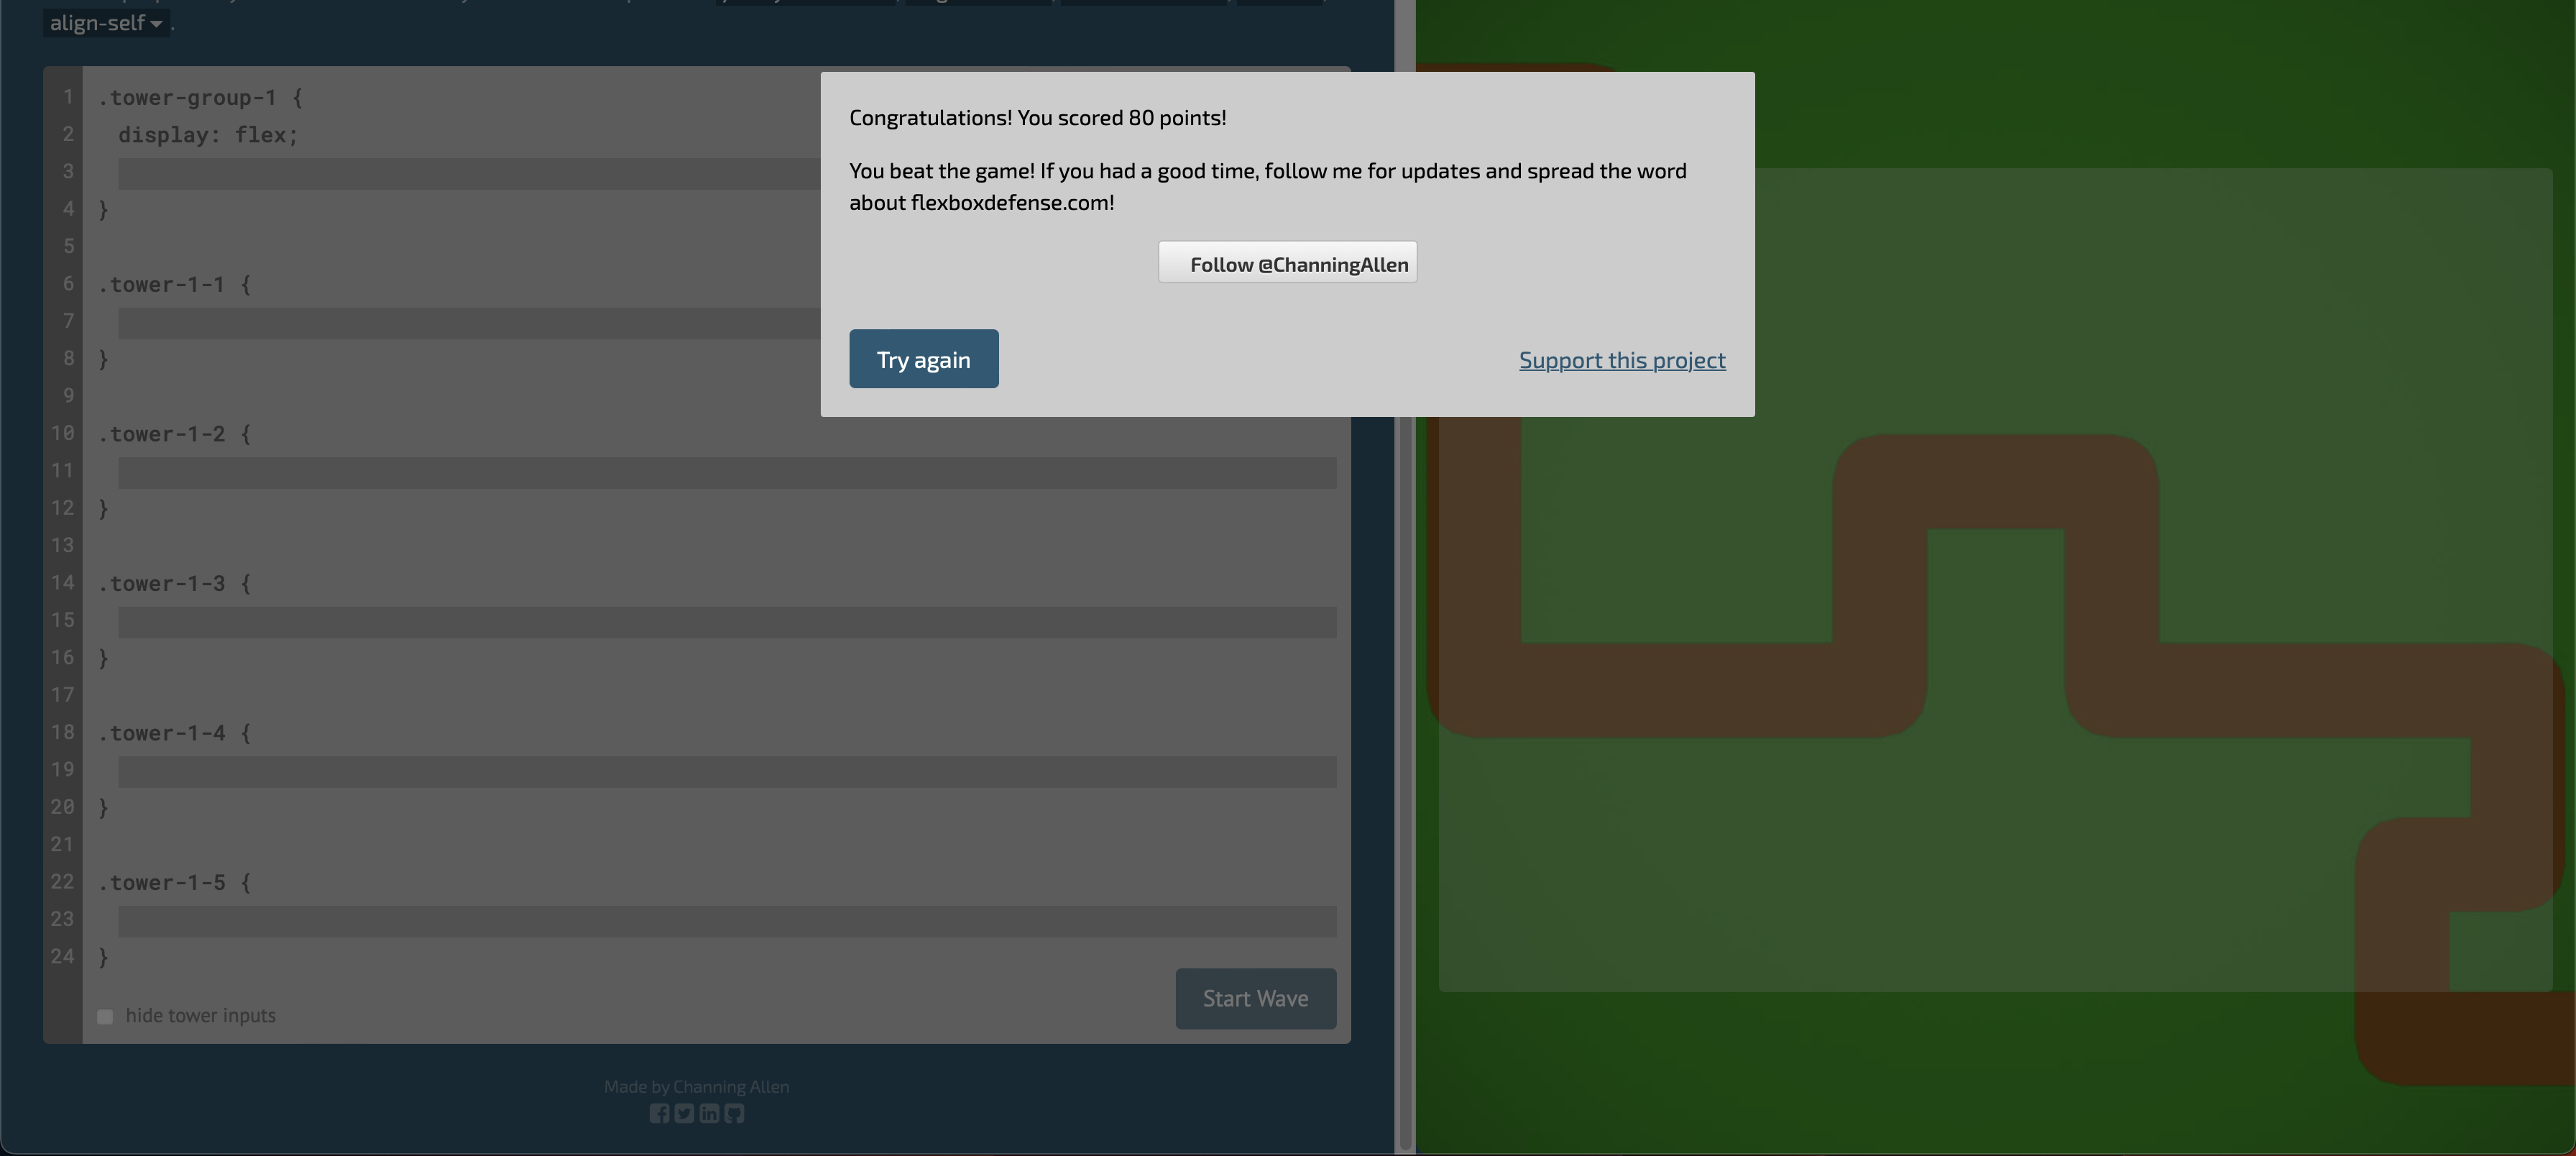 align-self .
1 .tower-group-1 {
2 display: flex;
3
4 }
5
6 .tower-1-1 {
7
8 }
9
10 .tower-1-2 {
11
12 }
13
14 .tower-1-3 {
15
16 }
17
18 .tower-1-4 {
19
20 }
21
22 .tower-1-5 {
23
24 }
hide tower inputs
Start Wave
Made by Channing Allen
Congratulations! You scored 80 points!
You beat the game! If you had a good time, follow me for updates and spread the word
about flexboxdefense.com!
Follow @ChanningAllen
Try again
Support this project